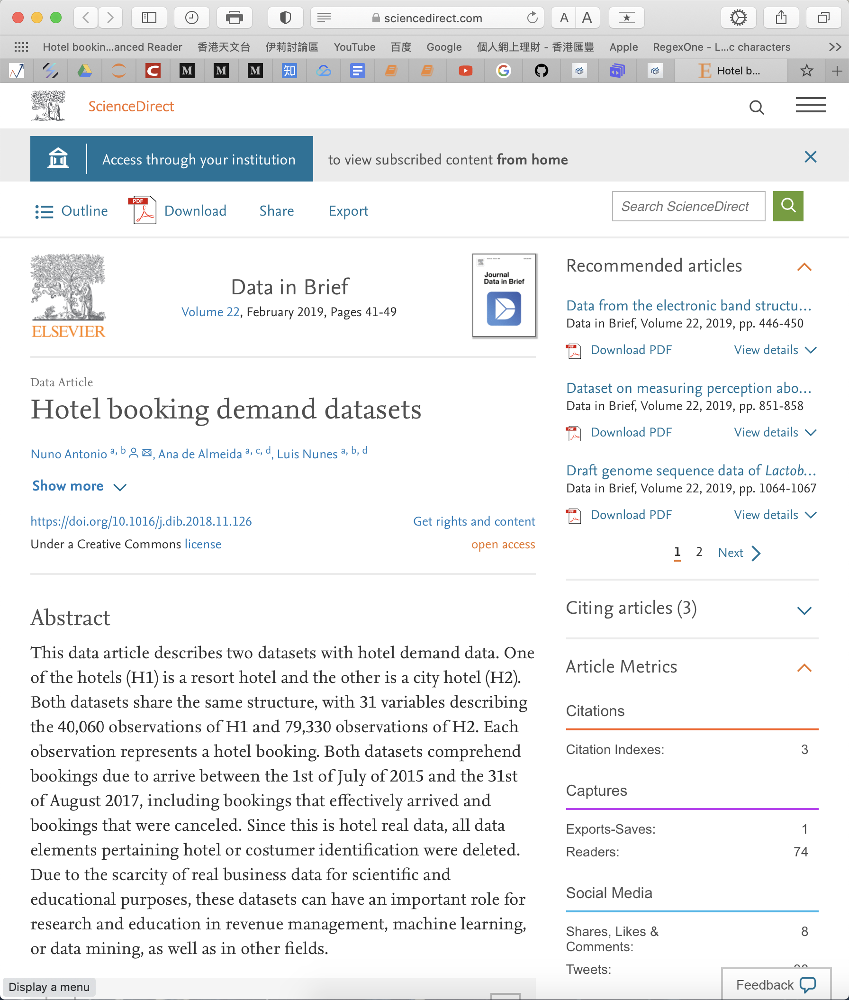 sciencedirect.com
A A
Hotel bookin...anced Reader 香港天文台 伊莉討論區 YouTube 百度 Google 個人網上理財 - 香港匯豐 Apple RegexOne - L...c characters >>
C M M M 知 G E Hotel b...
ScienceDirect
Access through your institution to view subscribed content from home
Outline PDF Download Share Export Search ScienceDirect
ELSEVIER
Data in Brief
Volume 22, February 2019, Pages 41-49
Journal
Data in Brief
Data Article
Hotel booking demand datasets
Nuno Antonio a, b, Ana de Almeida a, c, d, Luis Nunes a, b, d
Show more
https://doi.org/10.1016/j.dib.2018.11.126 Get rights and content
Under a Creative Commons license open access
Abstract
This data article describes two datasets with hotel demand data. One
of the hotels (H1) is a resort hotel and the other is a city hotel (H2).
Both datasets share the same structure, with 31 variables describing
the 40,060 observations of H1 and 79,330 observations of H2. Each
observation represents a hotel booking. Both datasets comprehend
bookings due to arrive between the 1st of July of 2015 and the 31st
of August 2017, including bookings that effectively arrived and
bookings that were canceled. Since this is hotel real data, all data
elements pertaining hotel or costumer identification were deleted.
Due to the scarcity of real business data for scientific and
educational purposes, these datasets can have an important role for
research and education in revenue management, machine learning,
or data mining, as well as in other fields.
Recommended articles
Data from the electronic band structu...
Data in Brief, Volume 22, 2019, pp. 446-450
PDF Download PDF View details
Dataset on measuring perception abo...
Data in Brief, Volume 22, 2019, pp. 851-858
PDF Download PDF View details
Draft genome sequence data of Lactob...
Data in Brief, Volume 22, 2019, pp. 1064-1067
PDF Download PDF View details
1 2 Next
Citing articles (3)
Article Metrics
Citations
Citation Indexes: 3
Captures
Exports-Saves: 1
Readers: 74
Social Media
Shares, Likes & 8
Comments:
Tweets:
Feedback
Display a menu